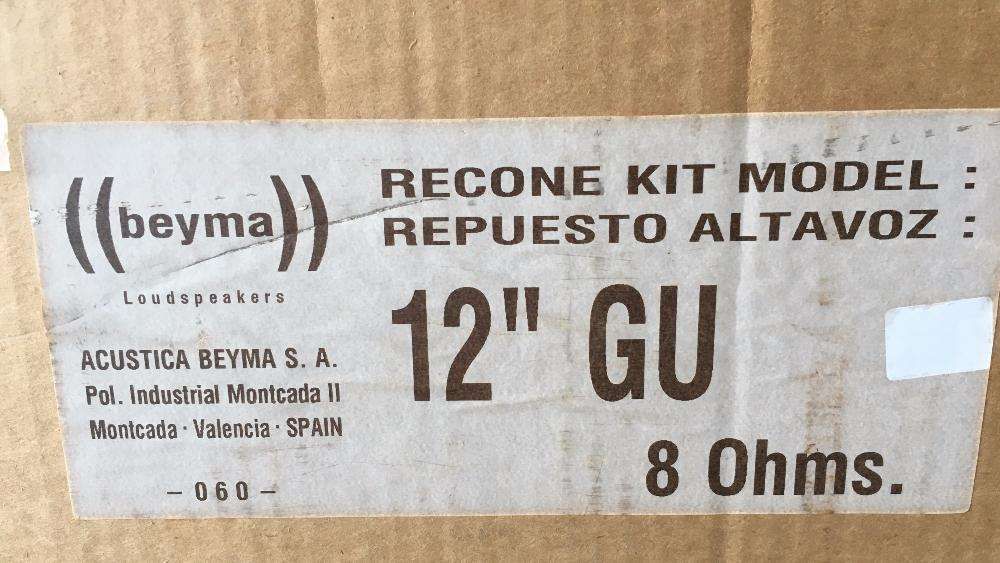 ((beyma))
Loudspeakers
ACUSTICA BEYMA S. A.
Pol. Industrial Montcada II
Montcada · Valencia · SPAIN
– 060 –
RECONE KIT MODEL :
REPUESTO ALTAVOZ :
12" GU
8 Ohms.